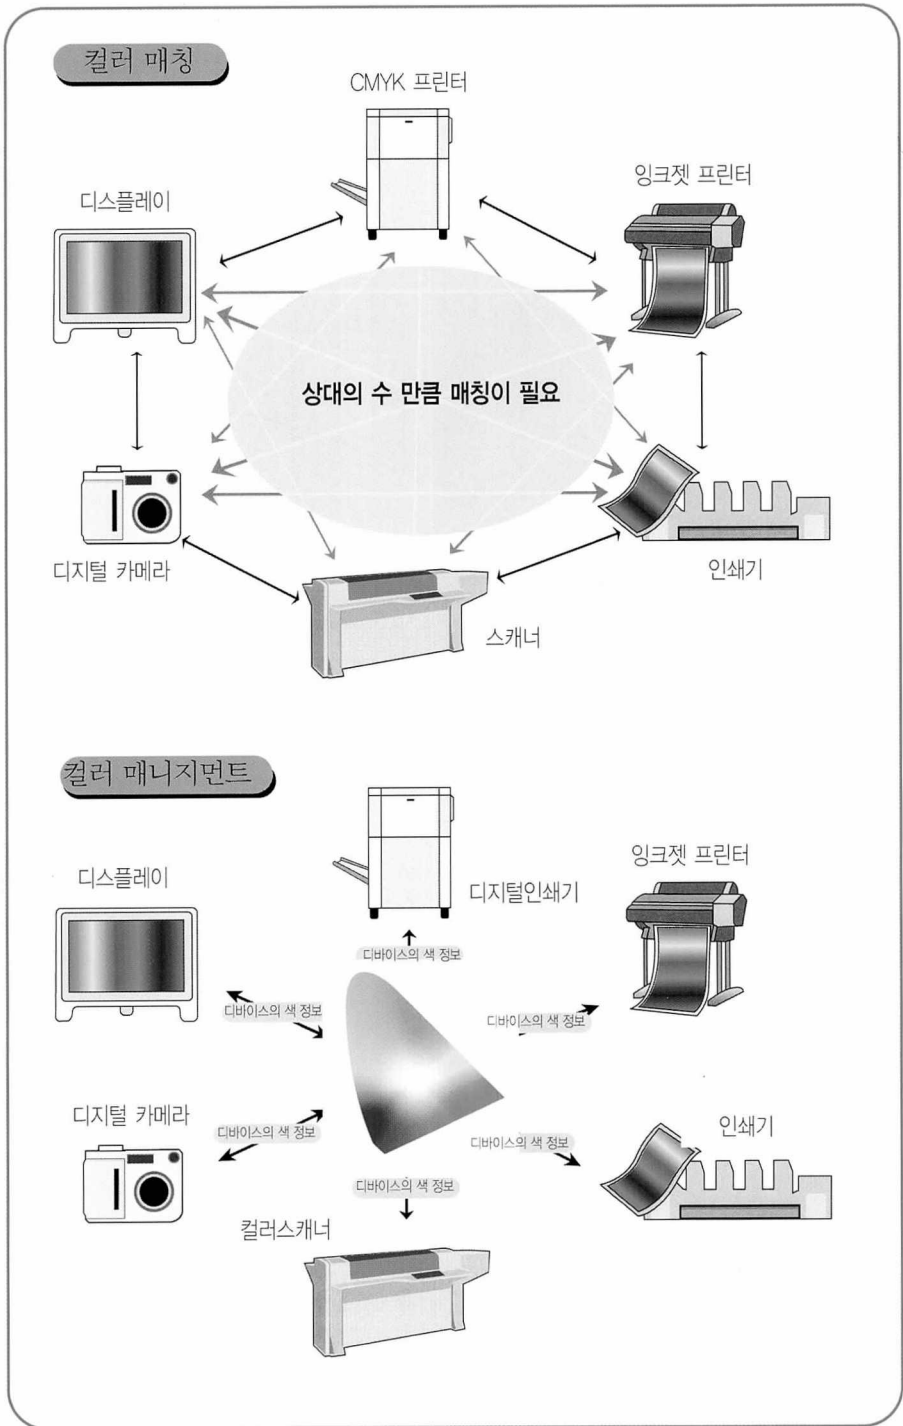 컬러 매칭
CMYK 프린터
잉크젯 프린터
디스플레이
상대의 수 만큼 매칭이 필요
디지털 카메라
인쇄기
스캐너
컬러 매니지먼트
잉크젯 프린터
디스플레이
디지털인쇄기
디바이스의 색 정보
디바이스의 색 정보
디바이스의 색 정보
디지털 카메라
인쇄기
디바이스의 색 정보
디바이스의 색 정보
디바이스의 색 정보
컬러스캐너